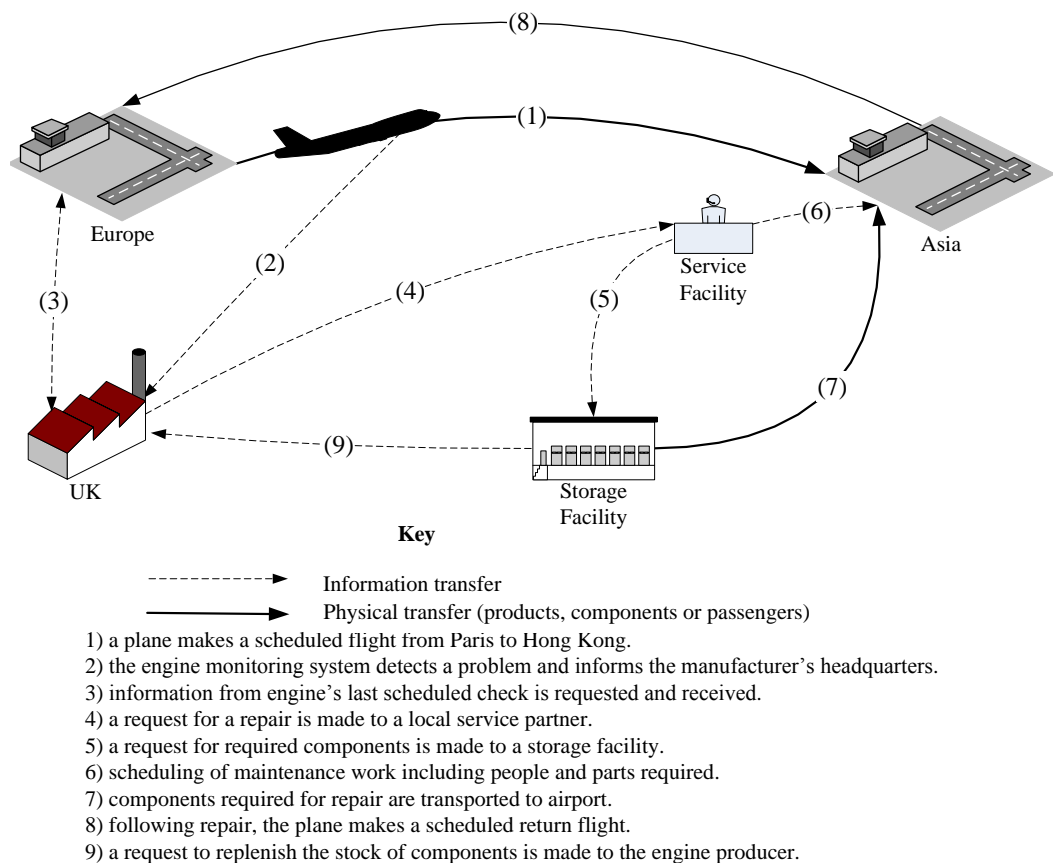 (8)
(1)
Europe
(6)
Asia
(2)
Service
Facility
(4)
(3)
(5)
(7)
(9)
UK
Storage
Facility
Key
Information transfer
Physical transfer (products, components or passengers)
1) a plane makes a scheduled flight from Paris to Hong Kong.
2) the engine monitoring system detects a problem and informs the manufacturer’s headquarters.
3) information from engine’s last scheduled check is requested and received.
4) a request for a repair is made to a local service partner.
5) a request for required components is made to a storage facility.
6) scheduling of maintenance work including people and parts required.
7) components required for repair are transported to airport.
8) following repair, the plane makes a scheduled return flight.
9) a request to replenish the stock of components is made to the engine producer.